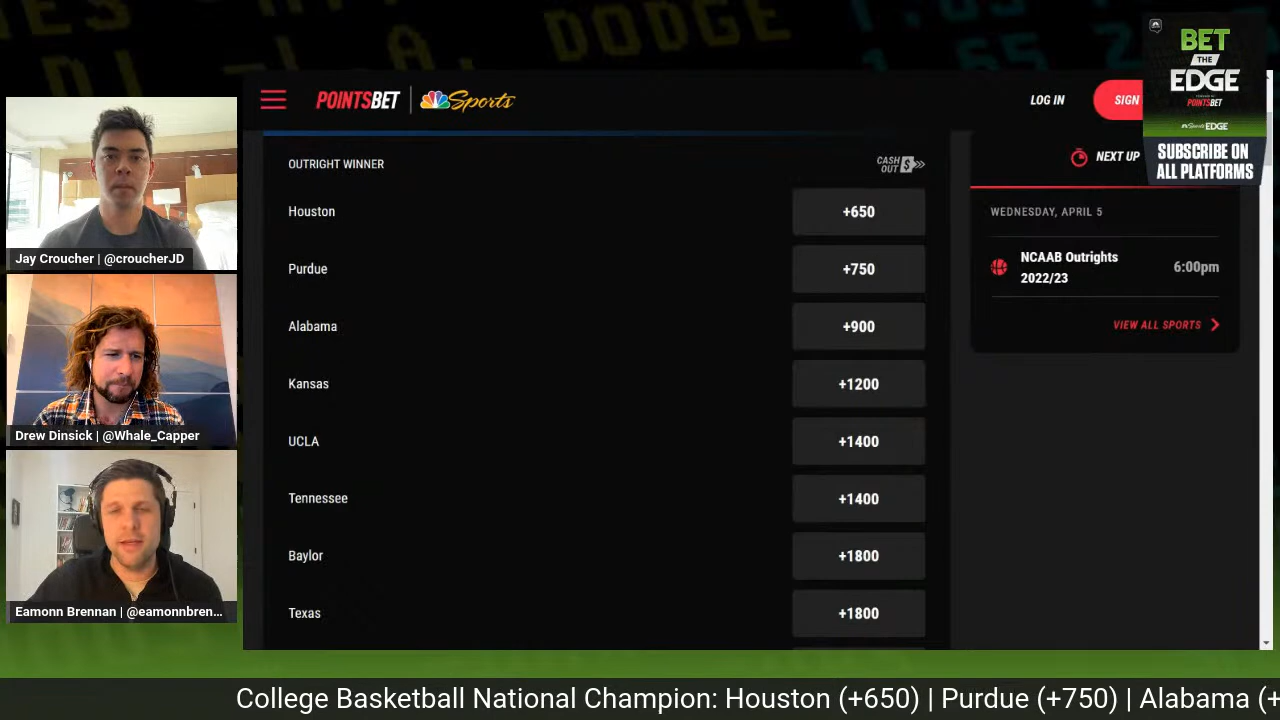 DODGE
BET
THE
EDGE
POINTSBET
SPORTS EDGE
SUBSCRIBE ON
ALL PLATFORMS
POINTSBET | NBC Sports
LOG IN
SIGN
Jay Croucher | @croucherJD
Drew Dinsick | @Whale_Capper
Eamonn Brennan | @eamonnbren...
OUTRIGHT WINNER
CASH
OUT
Houston +650
Purdue +750
Alabama +900
Kansas +1200
UCLA +1400
Tennessee +1400
Baylor +1800
Texas +1800
NEXT UP
WEDNESDAY, APRIL 5
NCAAB Outrights
2022/23
6:00pm
VIEW ALL SPORTS
College Basketball National Champion: Houston (+650) | Purdue (+750) | Alabama (+